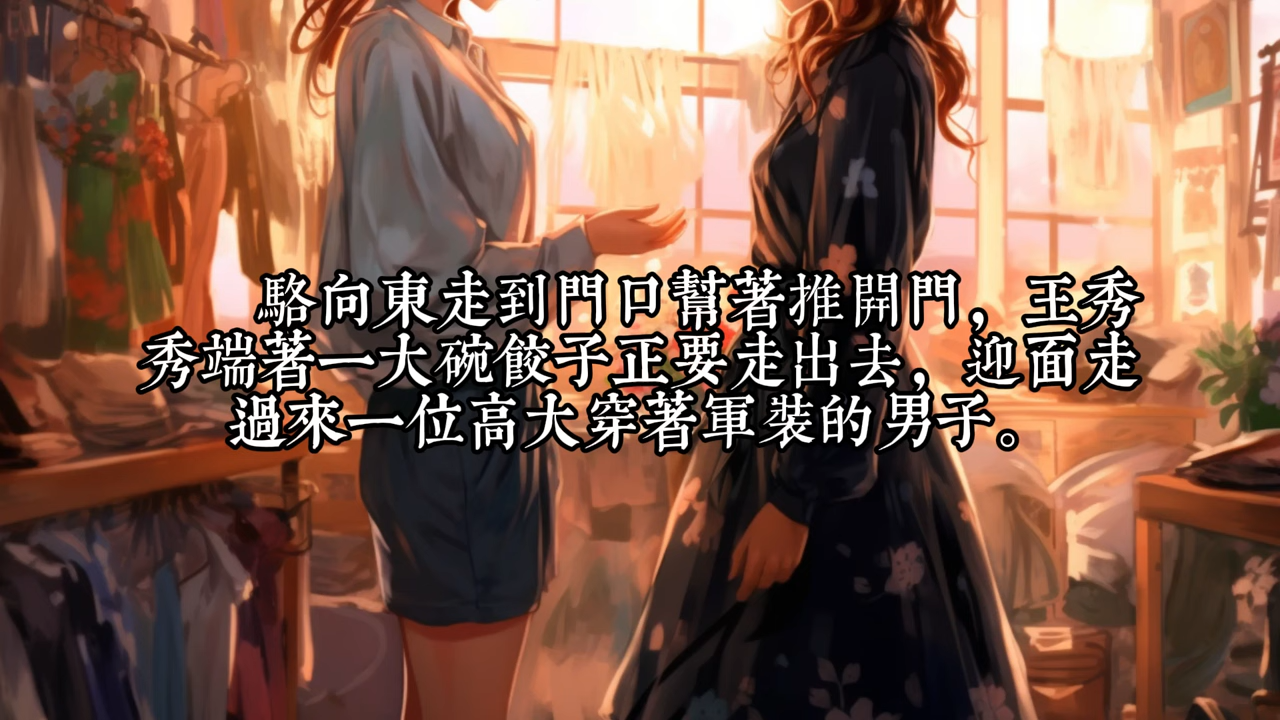 駱向東走到門口幫著推開門，王秀
秀端著一大碗餃子正要走出去，迎面走
過來一位高大穿著軍裝的男子。